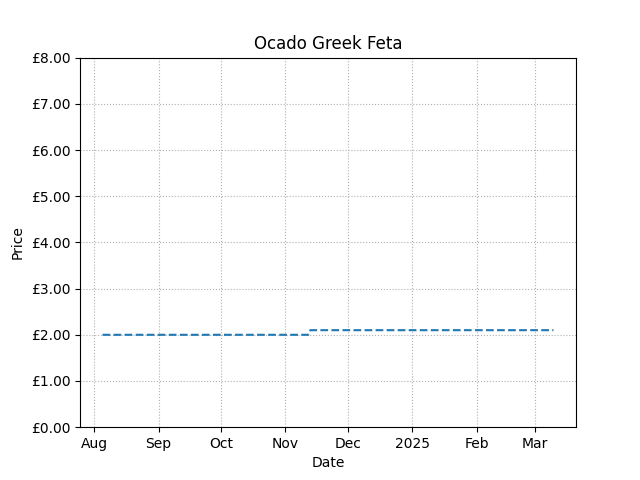 Ocado Greek Feta
£8.00
£7.00
£6.00
£5.00
£4.00
£3.00
£2.00
£1.00
£0.00
Price
Aug Sep Oct Nov Dec 2025 Feb Mar
Date